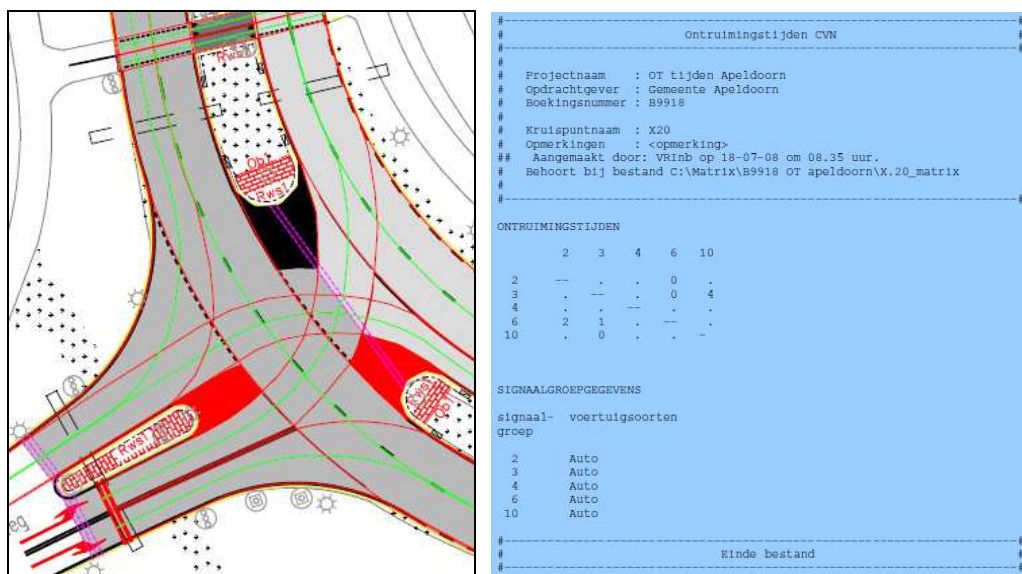 Rws1
Ob1
Rws1
Rws1
Ob1
Rws1
eg
#------------------------------------------------------------------#
# Ontruimingstijden CVN #
#------------------------------------------------------------------#
#
# Projectnaam : OT tijden Apeldoorn
# Opdrachtgever : Gemeente Apeldoorn
# Boekingsnummer : B9918
#
# Kruispuntnaam : X20
# Opmerkingen : <opmerking>
## Aangemaakt door: VRInb op 18-07-08 om 08.35 uur.
# Behoort bij bestand C:\Matrix\B9918 OT apeldoorn\X.20_matrix
#
#------------------------------------------------------------------#
ONTRUIMINGSTIJDEN
2 3 4 6 10
2 -- . . 0 .
3 . -- . 0 4
4 . . -- . .
6 2 1 . -- .
10 . 0 . . -
SIGNAALGROEPGEGEVENS
signaal- voertuigsoorten
groep
2 Auto
3 Auto
4 Auto
6 Auto
10 Auto
#------------------------------------------------------------------#
# Einde bestand #
#------------------------------------------------------------------#